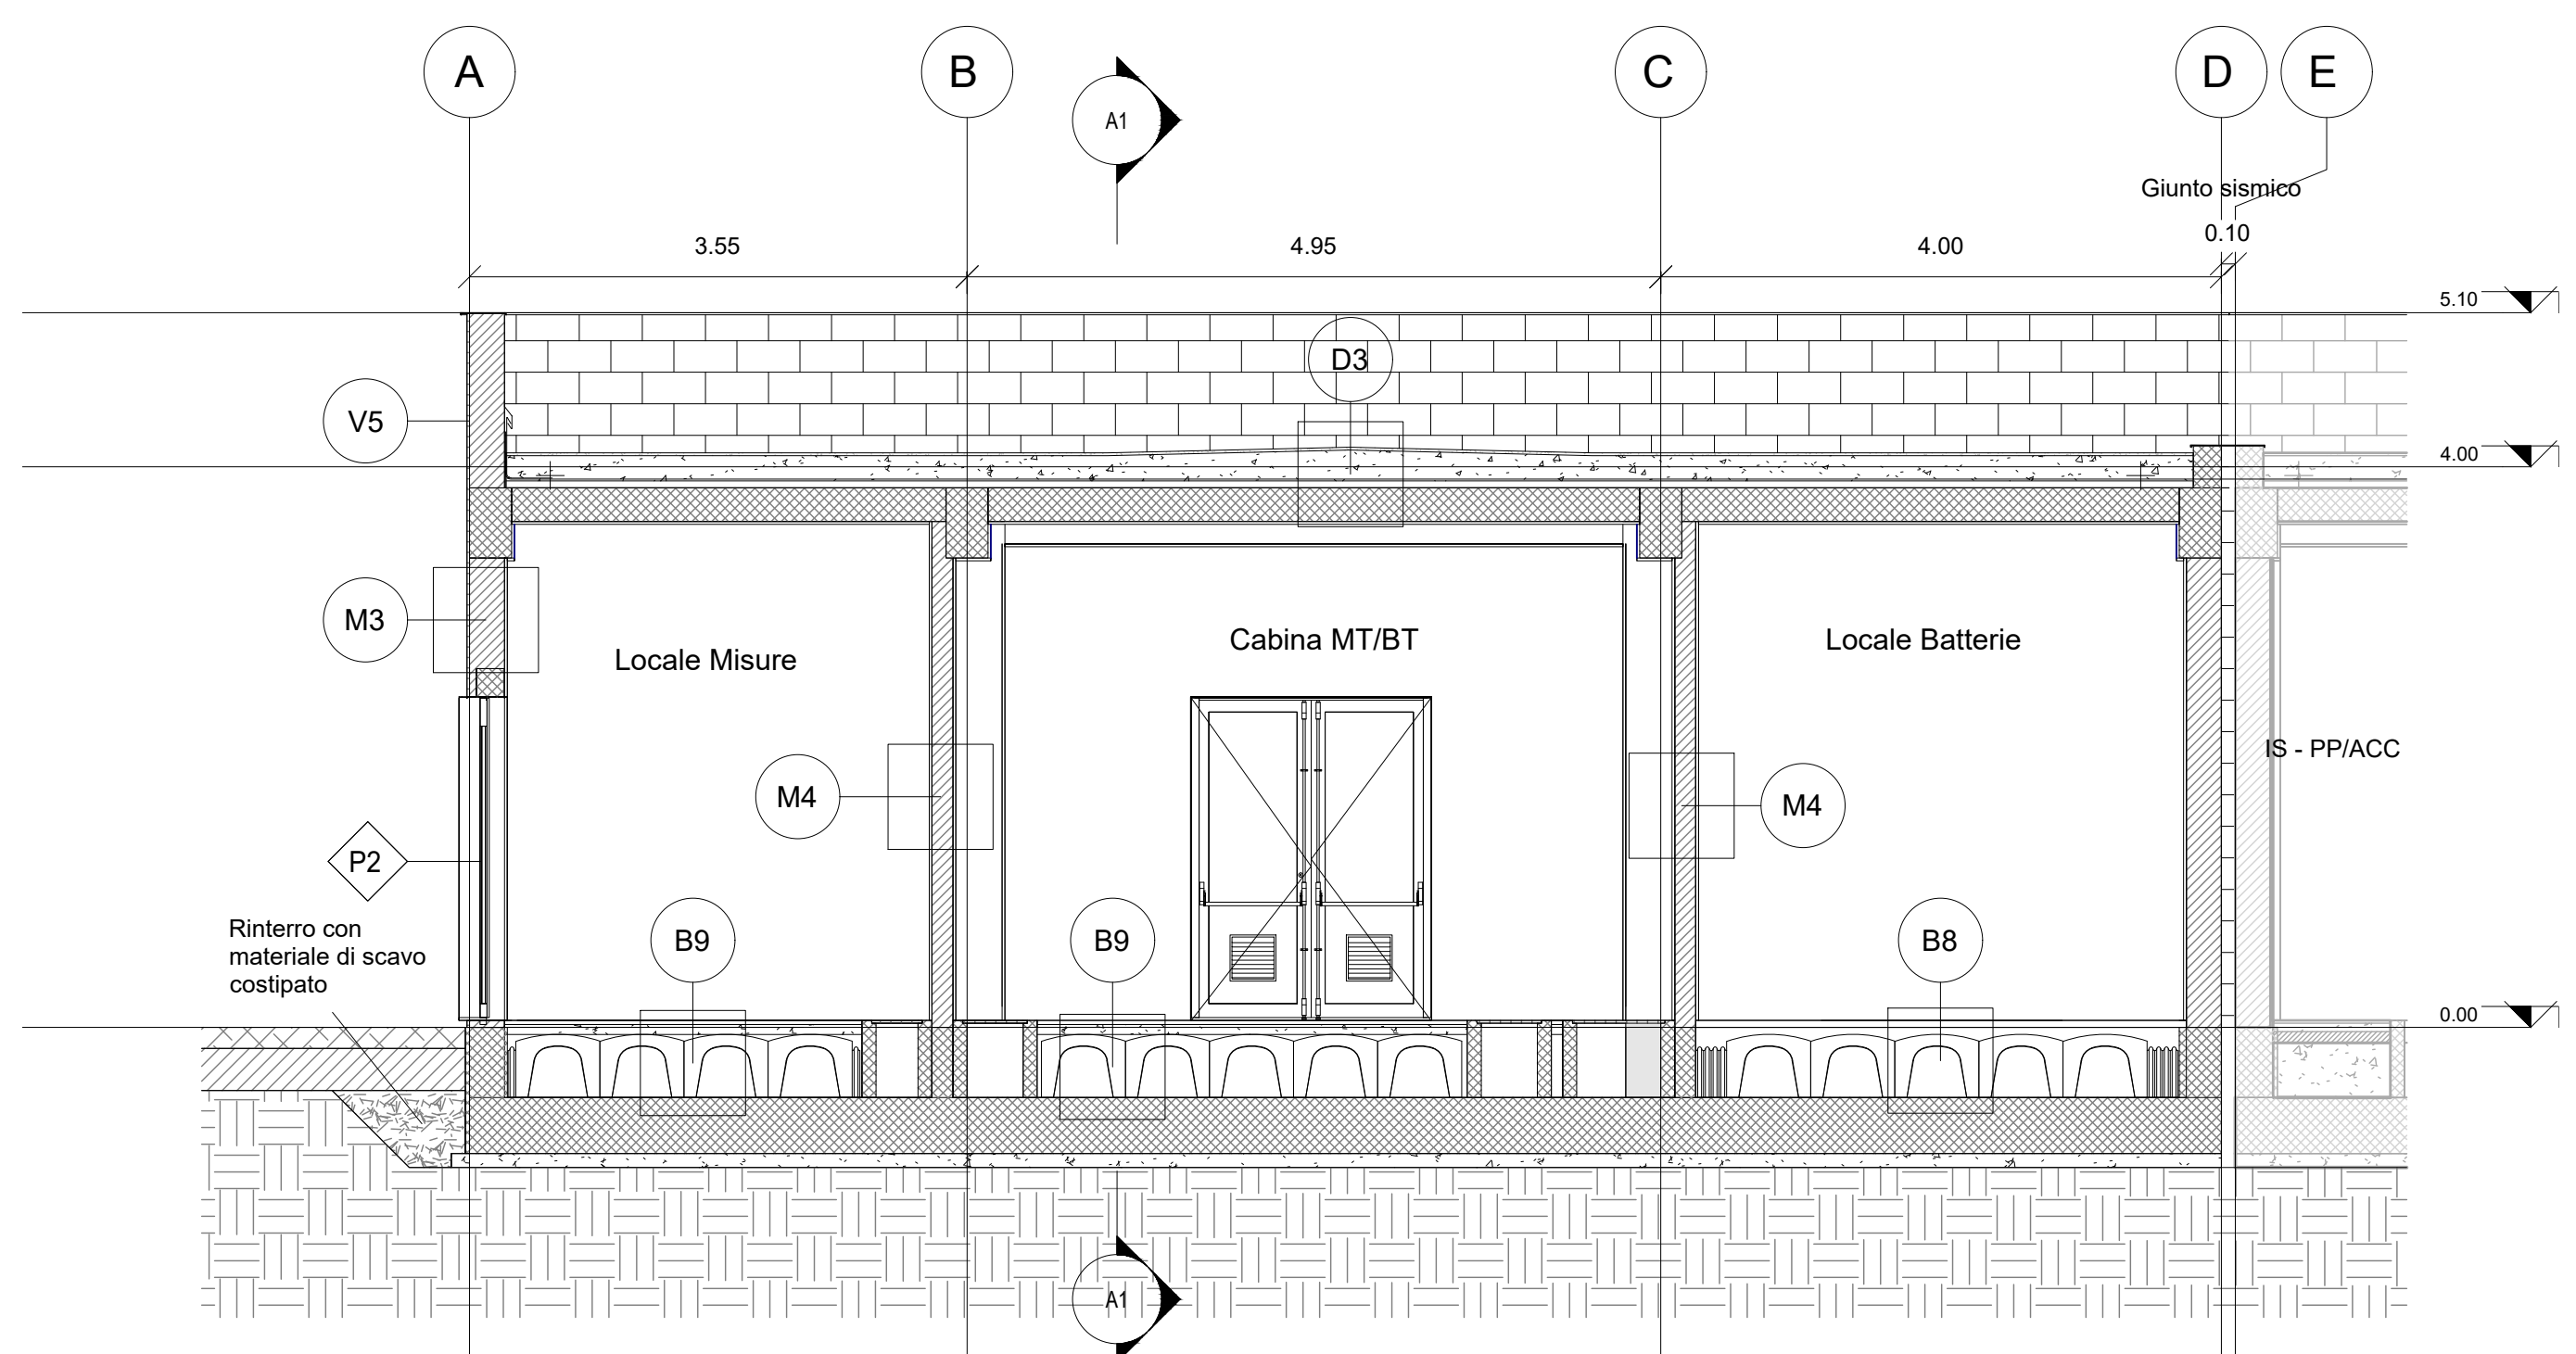 A
B
C
D
E
A1
Giunto sismico
3.55
4.95
4.00
0.10
5.10
D3
V5
4.00
M3
Locale Misure
Cabina MT/BT
Locale Batterie
IS - PP/ACC
M4
M4
P2
Rinterro con
materiale di scavo
costipato
B9
B9
B8
0.00
A1